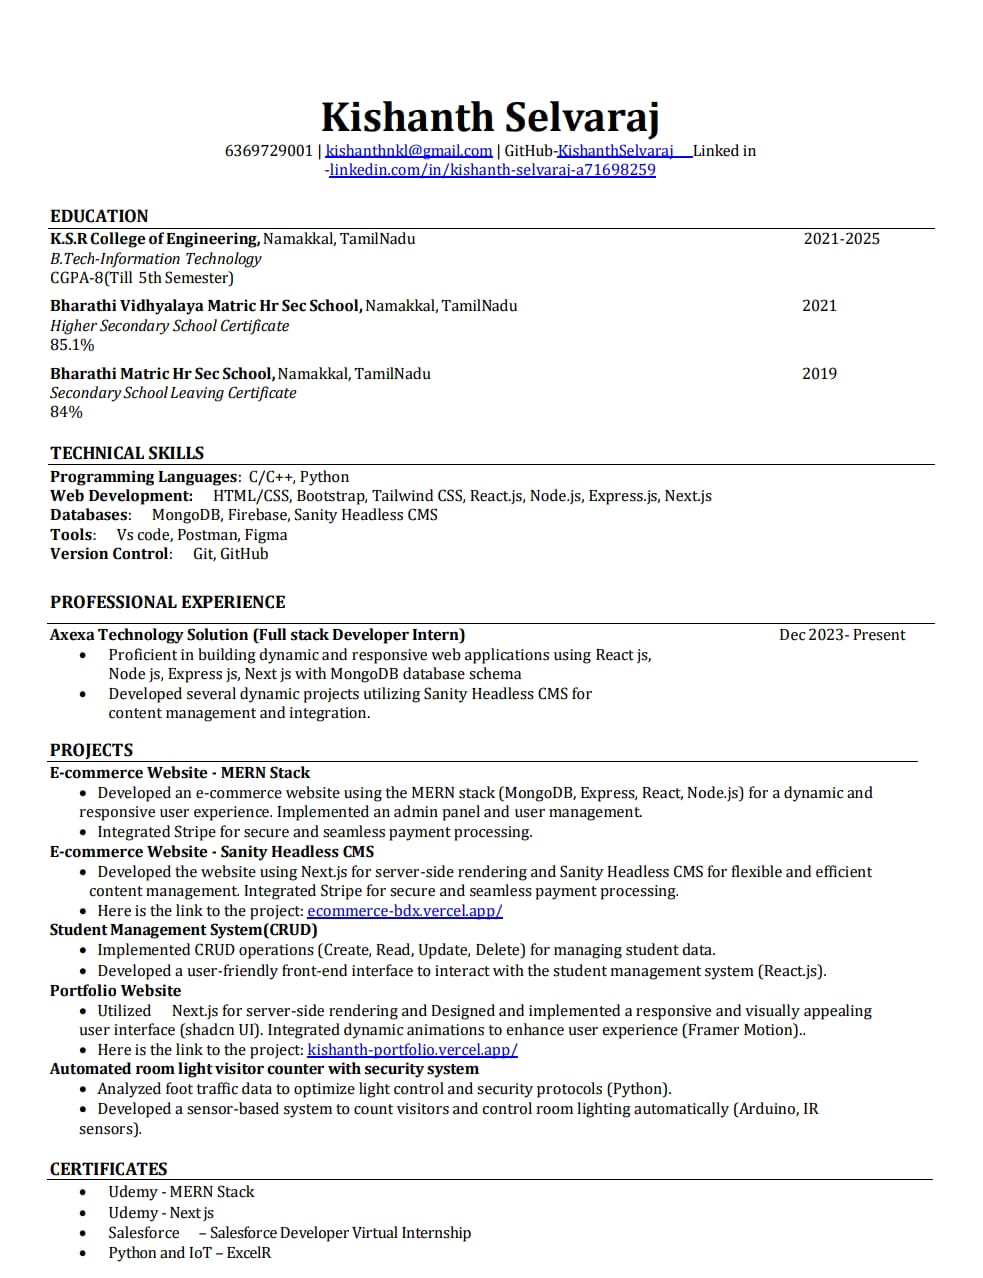 Kishanth Selvaraj
6369729001 | kishanthnkl@gmail.com | GitHub-KishanthSelvaraj Linked in
-linkedin.com/in/kishanth-selvaraj-a71698259
EDUCATION
K.S.R College of Engineering, Namakkal, TamilNadu 2021-2025
B.Tech-Information Technology
CGPA-8(Till 5th Semester)
Bharathi Vidhyalaya Matric Hr Sec School, Namakkal, TamilNadu 2021
Higher Secondary School Certificate
85.1%
Bharathi Matric Hr Sec School, Namakkal, TamilNadu 2019
Secondary School Leaving Certificate
84%
TECHNICAL SKILLS
Programming Languages: C/C++, Python
Web Development: HTML/CSS, Bootstrap, Tailwind CSS, React.js, Node.js, Express.js, Next.js
Databases: MongoDB, Firebase, Sanity Headless CMS
Tools: Vs code, Postman, Figma
Version Control: Git, GitHub
PROFESSIONAL EXPERIENCE
Axexa Technology Solution (Full stack Developer Intern) Dec 2023- Present
• Proficient in building dynamic and responsive web applications using React js,
Node js, Express js, Next js with MongoDB database schema
• Developed several dynamic projects utilizing Sanity Headless CMS for
content management and integration.
PROJECTS
E-commerce Website - MERN Stack
• Developed an e-commerce website using the MERN stack (MongoDB, Express, React, Node.js) for a dynamic and
responsive user experience. Implemented an admin panel and user management.
• Integrated Stripe for secure and seamless payment processing.
E-commerce Website - Sanity Headless CMS
• Developed the website using Next.js for server-side rendering and Sanity Headless CMS for flexible and efficient
content management. Integrated Stripe for secure and seamless payment processing.
• Here is the link to the project: ecommerce-bdx.vercel.app/
Student Management System(CRUD)
• Implemented CRUD operations (Create, Read, Update, Delete) for managing student data.
• Developed a user-friendly front-end interface to interact with the student management system (React.js).
Portfolio Website
• Utilized Next.js for server-side rendering and Designed and implemented a responsive and visually appealing
user interface (shadcn UI). Integrated dynamic animations to enhance user experience (Framer Motion)..
• Here is the link to the project: kishanth-portfolio.vercel.app/
Automated room light visitor counter with security system
• Analyzed foot traffic data to optimize light control and security protocols (Python).
• Developed a sensor-based system to count visitors and control room lighting automatically (Arduino, IR
sensors).
CERTIFICATES
• Udemy - MERN Stack
• Udemy - Next js
• Salesforce – Salesforce Developer Virtual Internship
• Python and IoT – ExcelR